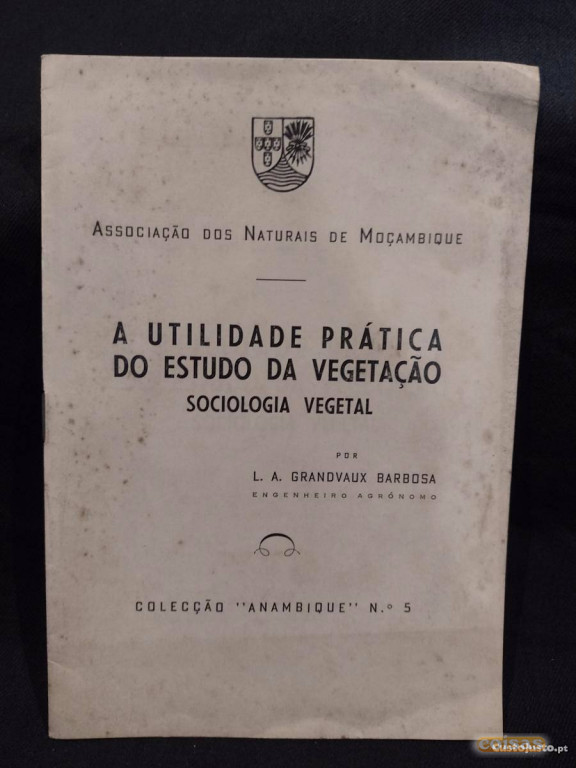 ASSOCIAÇÃO DOS NATURAIS DE MOÇAMBIQUE
A UTILIDADE PRÁTICA
DO ESTUDO DA VEGETAÇÃO
SOCIOLOGIA VEGETAL
POR
L. A. GRANDVAUX BARBOSA
ENGENHEIRO AGRÓNOMO
COLECÇÃO "ANAMBIQUE" N.º 5
coisas
CustoJusto.pt